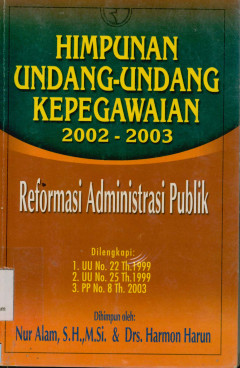 HIMPUNAN
UNDANG-UNDANG
KEPEGAWAIAN
2002 - 2003
Reformasi Administrasi Publik
Dilengkapi:
1. UU No. 22 Th.1999
2. UU No. 25 Th.1999
3. PP No. 8 Th. 2003
Dihimpun oleh:
Nur Alam, S.H.,M.Si. & Drs. Harmon Harun